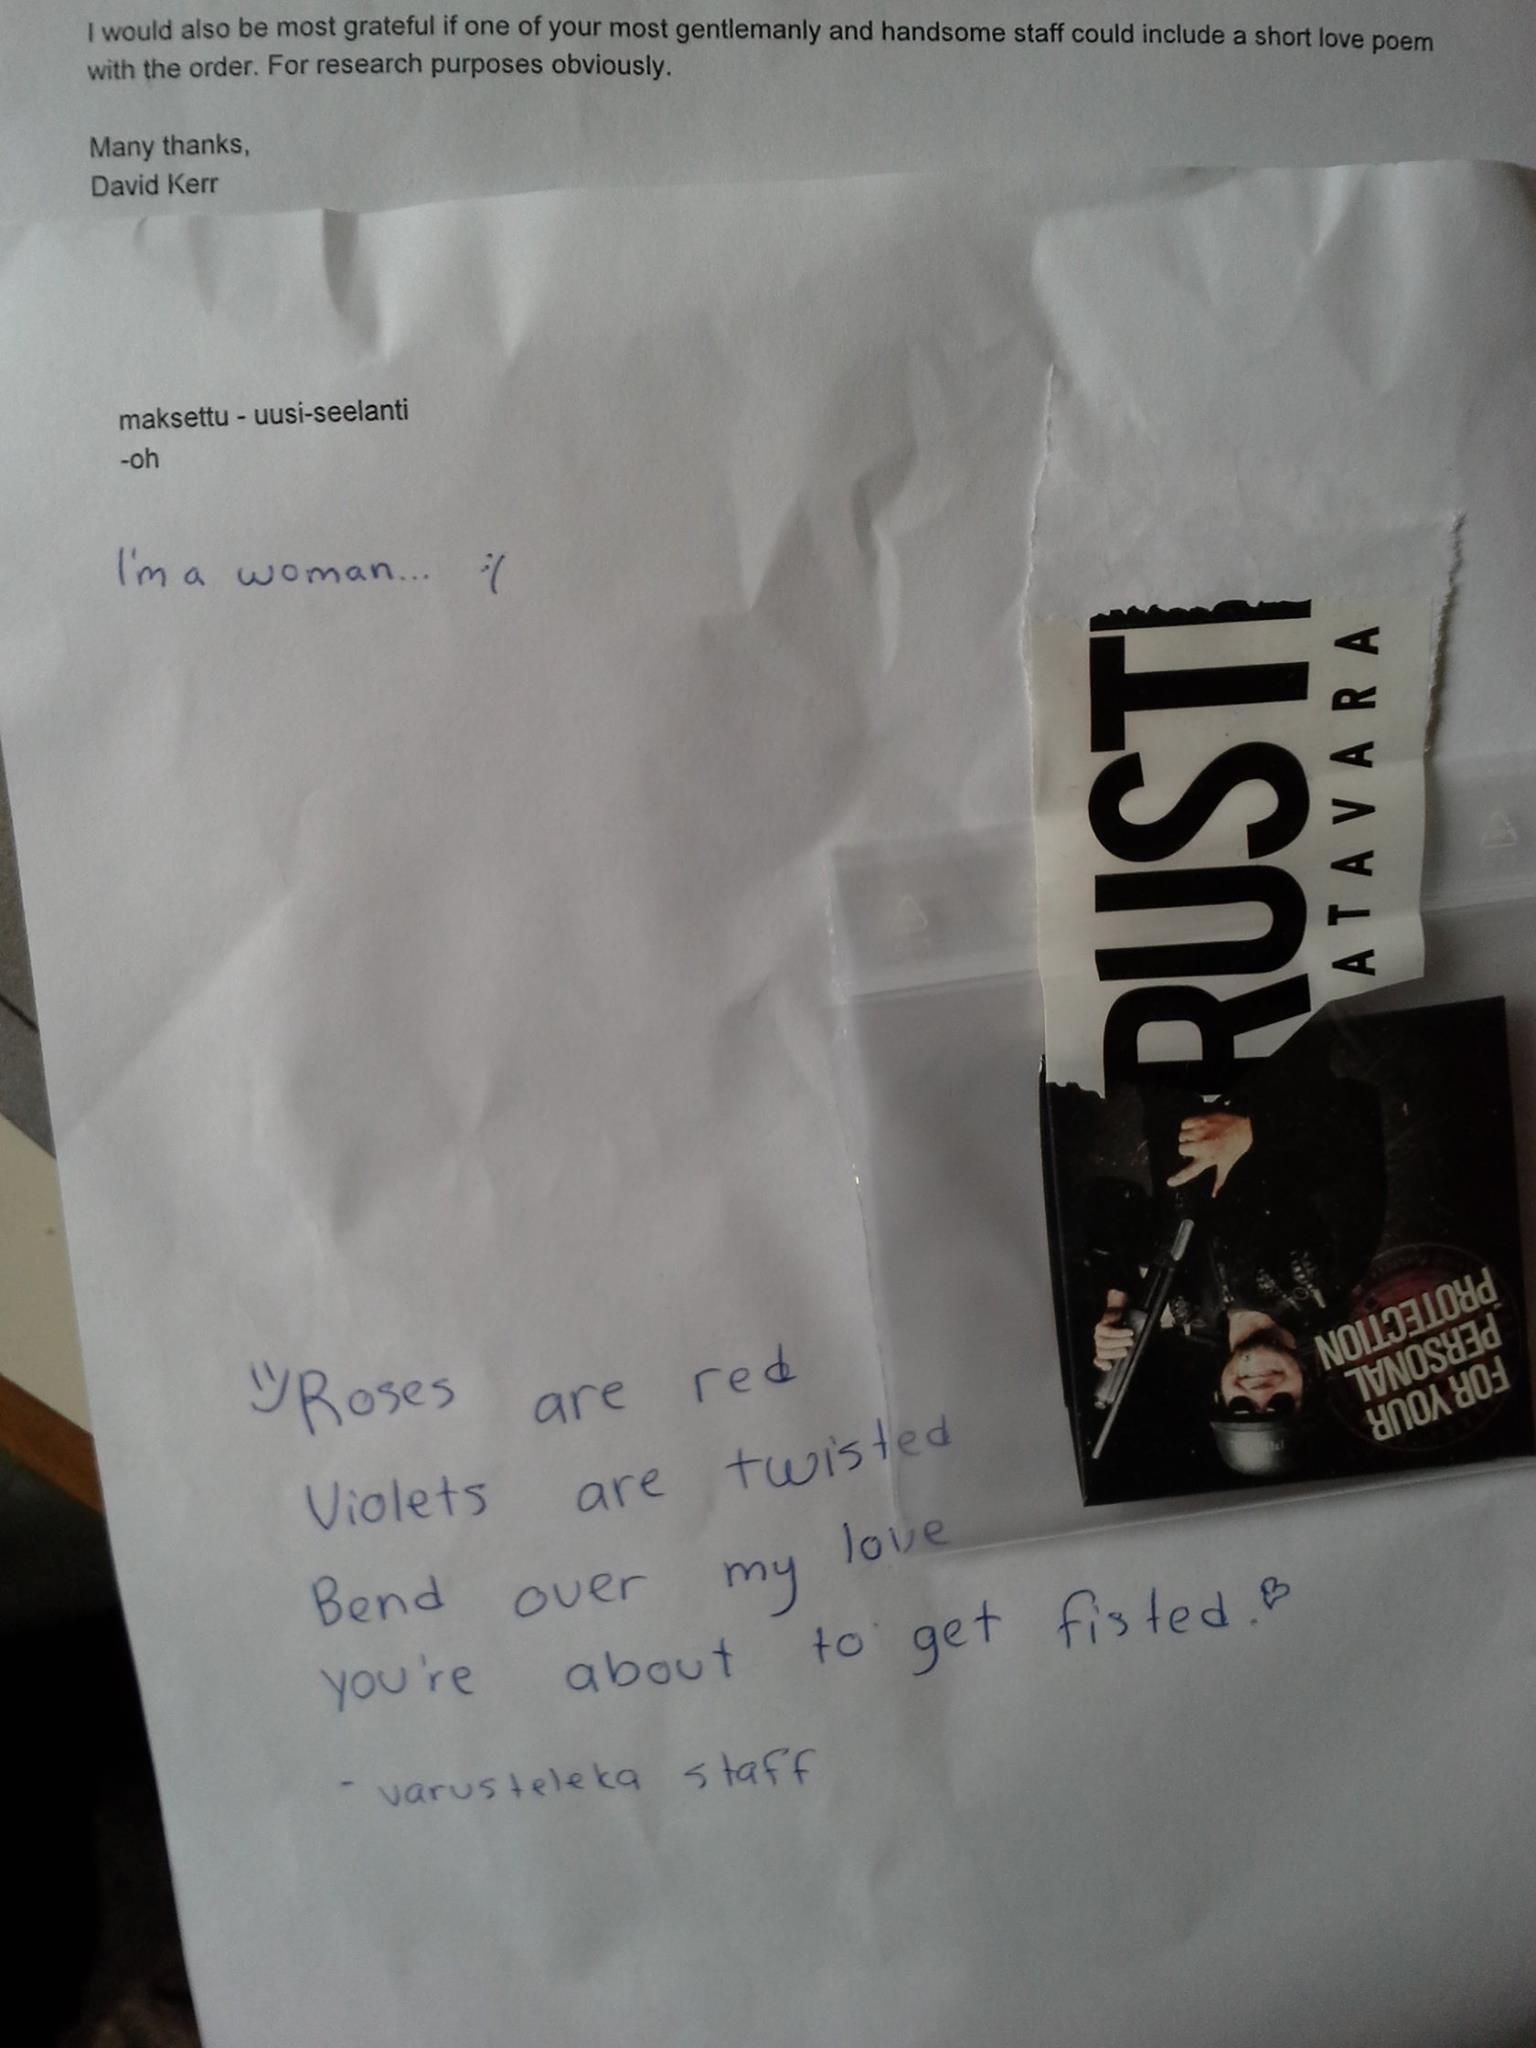 I would also be most grateful if one of your most gentlemanly and handsome staff could include a short love poem
with the order. For research purposes obviously.
Many thanks,
David Kerr
maksettu - uusi-seelanti
-oh
I'm a woman... :(
RUST
ATAVARA
FOR YOUR
PERSONAL
PROTECTION
:) Roses are red
Violets are twisted
Bend over my love
you're about to get fisted. ♡
- varusteleka staff